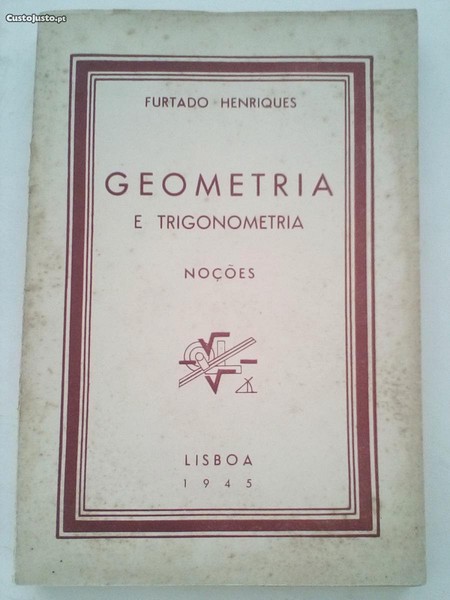 CustoJusto.pt
FURTADO HENRIQUES
GEOMETRIA
E TRIGONOMETRIA
NOÇÕES
LISBOA
1945